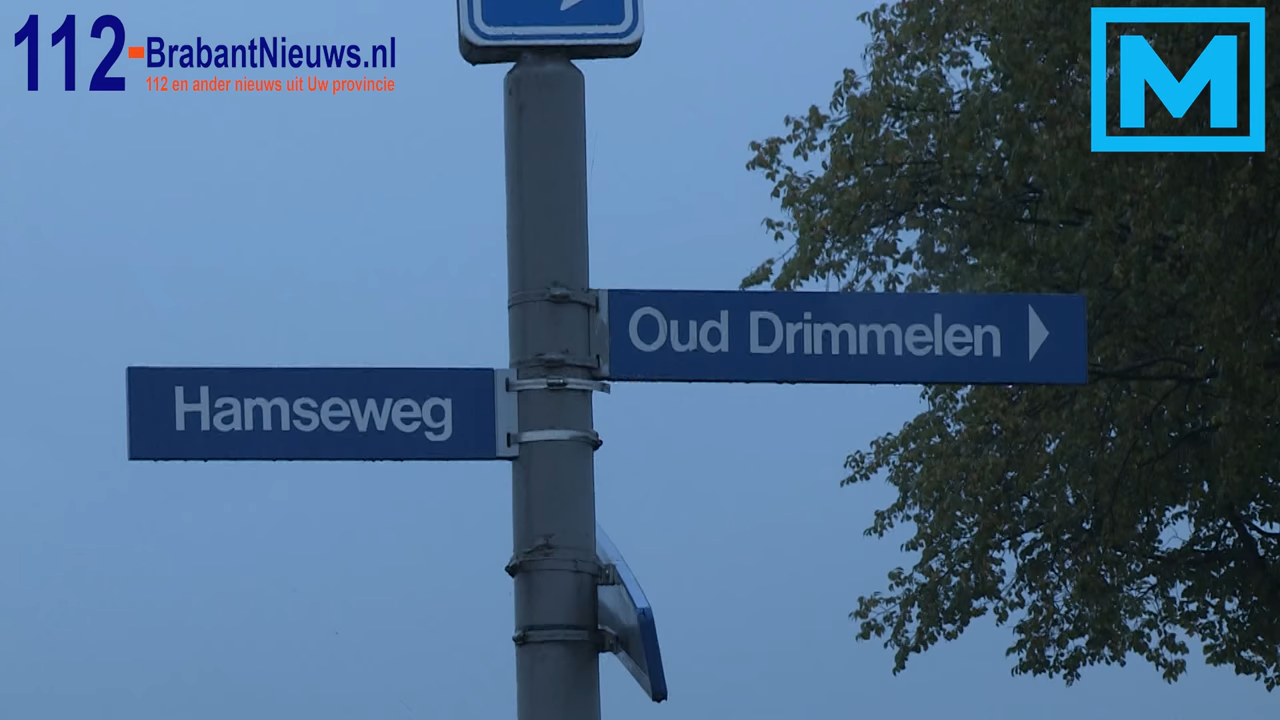 112-BrabantNieuws.nl
112 en ander nieuws uit Uw provincie
M
Oud Drimmelen
Hamseweg